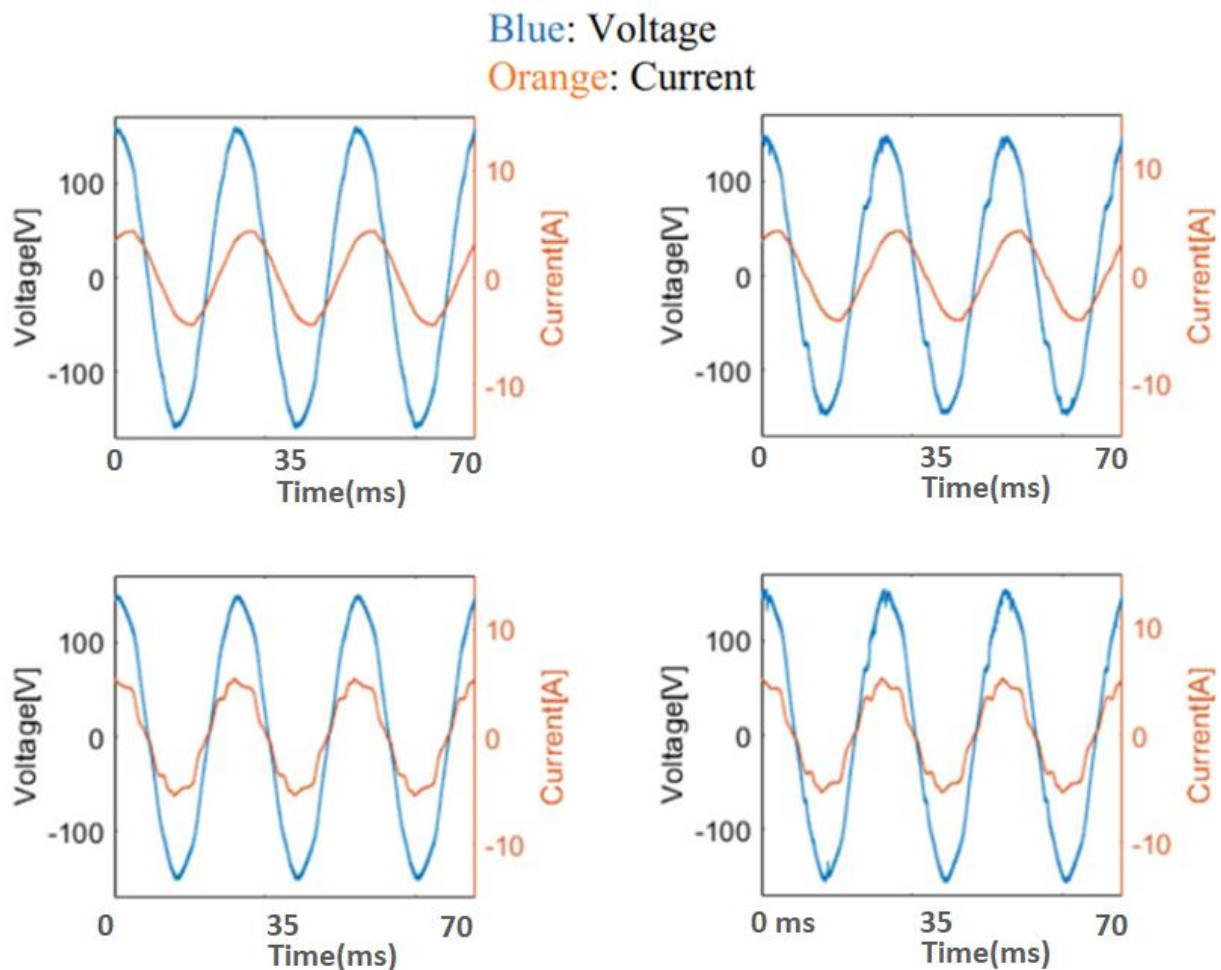 Blue: Voltage
Orange: Current
100
0
-100
Voltage[V]
10
0
-10
Current[A]
0 35 70
Time(ms)
100
0
-100
Voltage[V]
10
0
-10
Current[A]
0 35 70
Time(ms)
100
0
-100
Voltage[V]
10
0
-10
Current[A]
0 35 70
Time(ms)
100
0
-100
Voltage[V]
10
0
-10
Current[A]
0 ms 35 70
Time(ms)